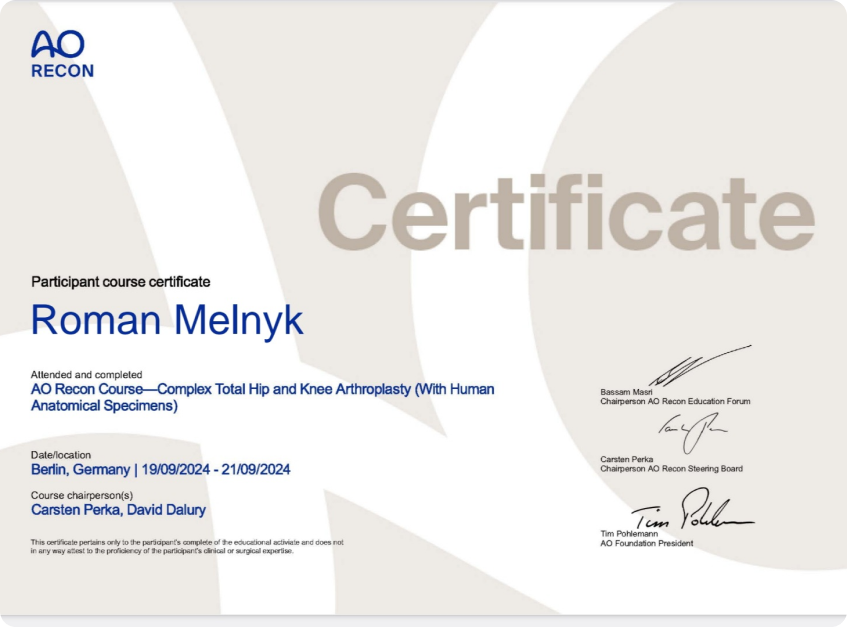 AO
RECON
Certificate
Participant course certificate
Roman Melnyk
Attended and completed
AO Recon Course—Complex Total Hip and Knee Arthroplasty (With Human
Anatomical Specimens)
Date/location
Berlin, Germany | 19/09/2024 - 21/09/2024
Course chairperson(s)
Carsten Perka, David Dalury
This certificate pertains only to the participant's complete of the educational activiate and does not
in any way attest to the proficiency of the participant's clinical or surgical expertise.
Bassam Masri
Chairperson AO Recon Education Forum
Carsten Perka
Chairperson AO Recon Steering Board
Tim Pohlemann
AO Foundation President